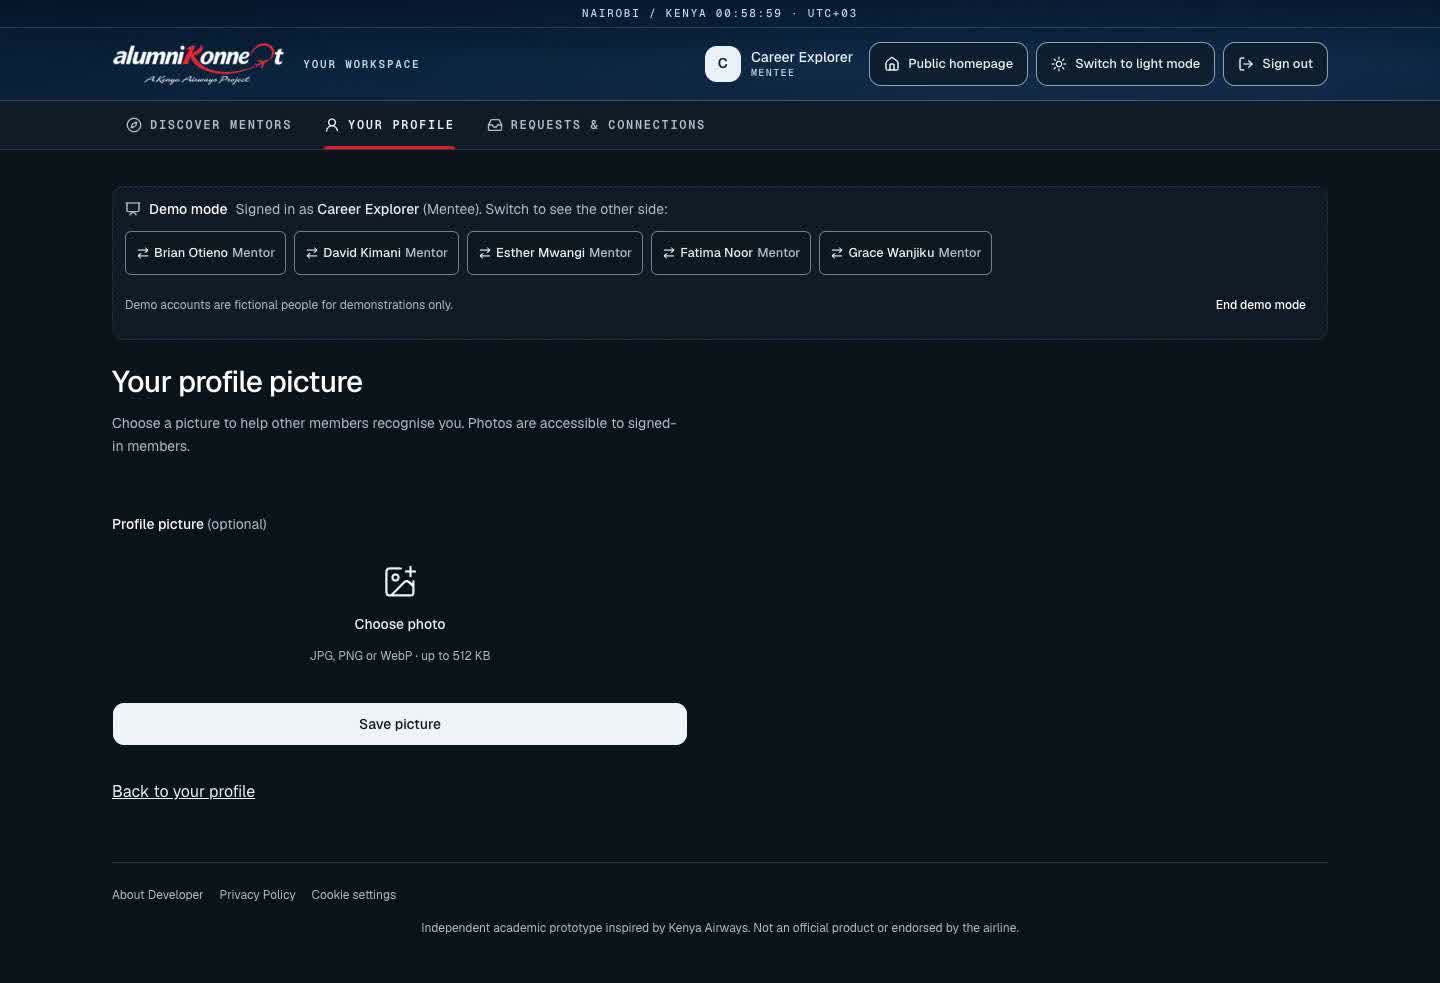 NAIROBI / KENYA 00:58:59 · UTC+03
alumniKonnect
A Kenya Airways Project
YOUR WORKSPACE
C
Career Explorer
MENTEE
Public homepage
Switch to light mode
Sign out
DISCOVER MENTORS
YOUR PROFILE
REQUESTS & CONNECTIONS
Demo mode Signed in as Career Explorer (Mentee). Switch to see the other side:
Brian Otieno Mentor
David Kimani Mentor
Esther Mwangi Mentor
Fatima Noor Mentor
Grace Wanjiku Mentor
Demo accounts are fictional people for demonstrations only.
End demo mode
Your profile picture
Choose a picture to help other members recognise you. Photos are accessible to signed-
in members.
Profile picture (optional)
Choose photo
JPG, PNG or WebP · up to 512 KB
Save picture
Back to your profile
About Developer
Privacy Policy
Cookie settings
Independent academic prototype inspired by Kenya Airways. Not an official product or endorsed by the airline.